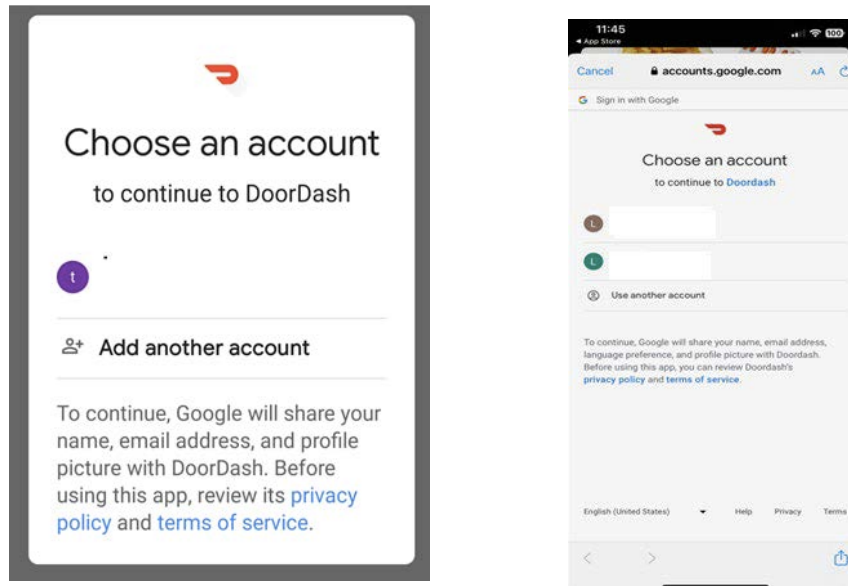 Choose an account
to continue to DoorDash
t
Add another account
To continue, Google will share your
name, email address, and profile
picture with DoorDash. Before
using this app, review its privacy
policy and terms of service.
11:45
100
App Store
Cancel
accounts.google.com
AA
G Sign in with Google
Choose an account
to continue to Doordash
L
L
Use another account
To continue, Google will share your name, email address,
language preference, and profile picture with Doordash.
Before using this app, you can review Doordash's
privacy policy and terms of service.
English (United States) Help Privacy Terms